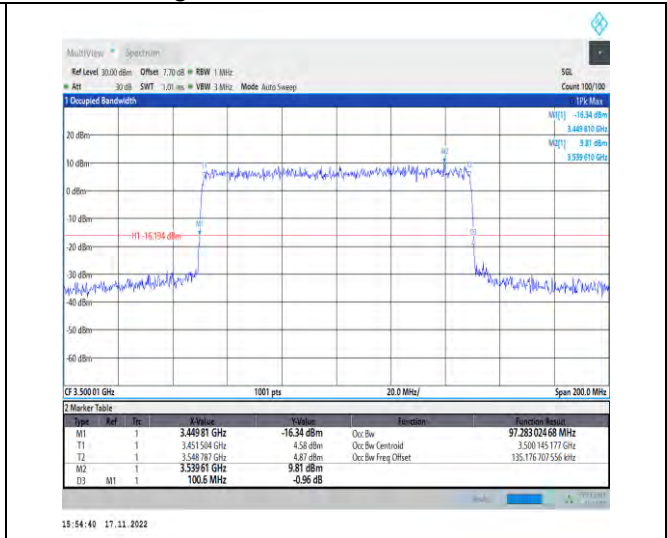 MultiView Spectrum
Ref Level 30.00 dBm Offset 7.70 dB RBW 1 MHz SGL
Att 30 dB SWT 1.01 ms VBW 3 MHz Mode Auto Sweep Count 100/100
1 Occupied Bandwidth 1Pk Max
M1[1] -16.34 dBm
3.449 810 GHz
M2[1] 9.81 dBm
3.539 610 GHz
20 dBm
M2
10 dBm
T1 T2
0 dBm
-10 dBm
M1
H1 -16.194 dBm D3
-20 dBm
-30 dBm
-40 dBm
-50 dBm
-60 dBm
CF 3.500 01 GHz 1001 pts 20.0 MHz/ Span 200.0 MHz
2 Marker Table
Type Ref Trc X-Value Y-Value Function Function Result
M1 1 3.449 81 GHz -16.34 dBm Occ Bw 97.283 024 68 MHz
T1 1 3.451 504 GHz 4.58 dBm Occ Bw Centroid 3.500 145 177 GHz
T2 1 3.548 787 GHz 4.87 dBm Occ Bw Freq Offset 135.176 707 556 kHz
M2 1 3.539 61 GHz 9.81 dBm
D3 M1 1 100.6 MHz -0.96 dB
15:54:40 17.11.2022